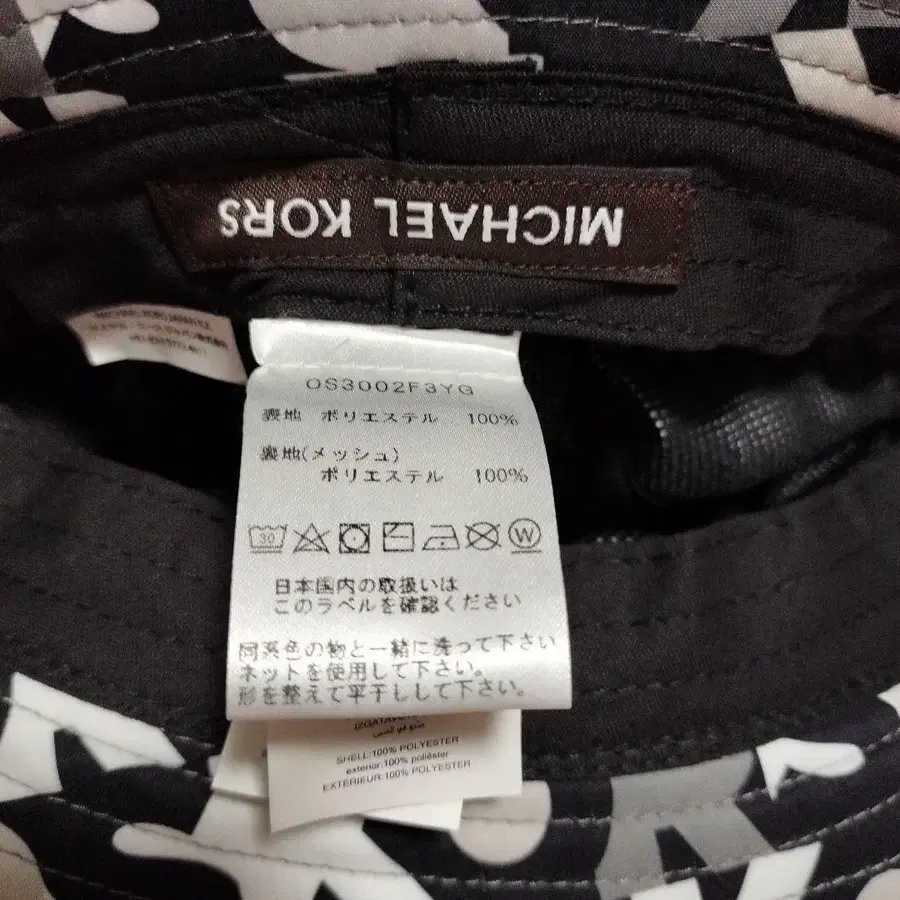 MICHAEL KORS
OS3002F3YG
表地 ポリエステル 100%
裏地(メッシュ)
ポリエステル 100%
30
W
日本国内の取扱いは
このラベルを確認ください
同系色の物と一緒に洗って下さい
ネットを使用して下さい。
形を整えて平干しして下さい。
SHELL:100% POLYESTER
exterior:100% poliéster
EXTERIEUR:100% POLYESTER